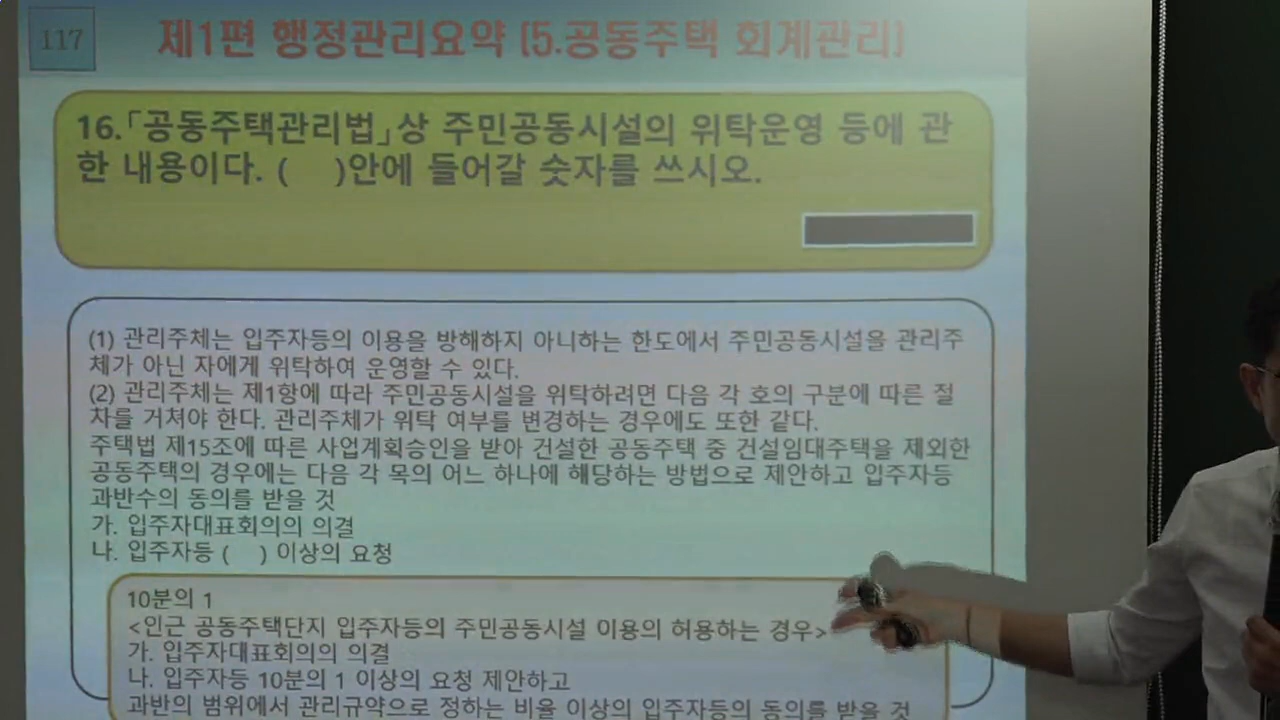 117
제1편 행정관리요약 [5.공동주택 회계관리]
16.「공동주택관리법」상 주민공동시설의 위탁운영 등에 관
한 내용이다. (    )안에 들어갈 숫자를 쓰시오.
(1) 관리주체는 입주자등의 이용을 방해하지 아니하는 한도에서 주민공동시설을 관리주
체가 아닌 자에게 위탁하여 운영할 수 있다.
(2) 관리주체는 제1항에 따라 주민공동시설을 위탁하려면 다음 각 호의 구분에 따른 절
차를 거쳐야 한다. 관리주체가 위탁 여부를 변경하는 경우에도 또한 같다.
주택법 제15조에 따른 사업계획승인을 받아 건설한 공동주택 중 건설임대주택을 제외한
공동주택의 경우에는 다음 각 목의 어느 하나에 해당하는 방법으로 제안하고 입주자등
과반수의 동의를 받을 것
가. 입주자대표회의의 의결
나. 입주자등 (    ) 이상의 요청
10분의 1
<인근 공동주택단지 입주자등의 주민공동시설 이용의 허용하는 경우>
가. 입주자대표회의의 의결
나. 입주자등 10분의 1 이상의 요청 제안하고
과반의 범위에서 관리규약으로 정하는 비율 이상의 입주자등의 동의를 받을 것